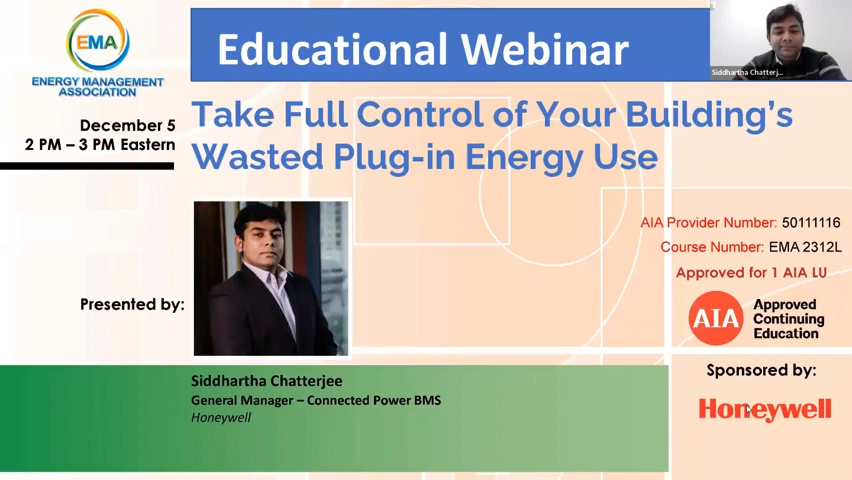 EMA
ENERGY MANAGEMENT
ASSOCIATION
Educational Webinar
Siddhartha Chatterj...
December 5
2 PM – 3 PM Eastern
Take Full Control of Your Building's
Wasted Plug-in Energy Use
AIA Provider Number: 50111116
Course Number: EMA 2312L
Approved for 1 AIA LU
Presented by:
AIA
Approved
Continuing
Education
Siddhartha Chatterjee
General Manager – Connected Power BMS
Honeywell
Sponsored by:
Honeywell